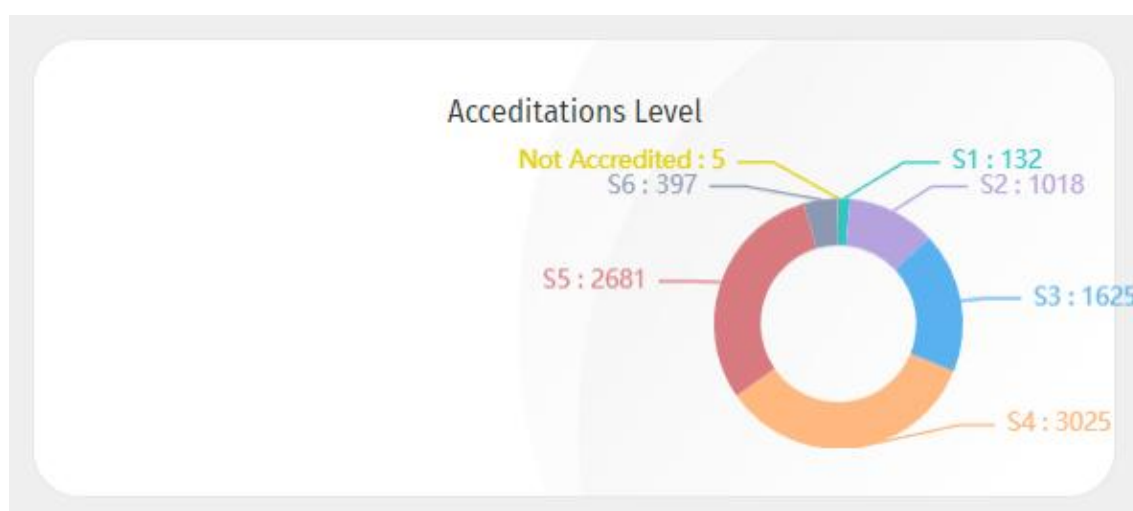 Acceditations Level
Not Accredited : 5
S1 : 132
S6 : 397
S2 : 1018
S5 : 2681
S3 : 1625
S4 : 3025